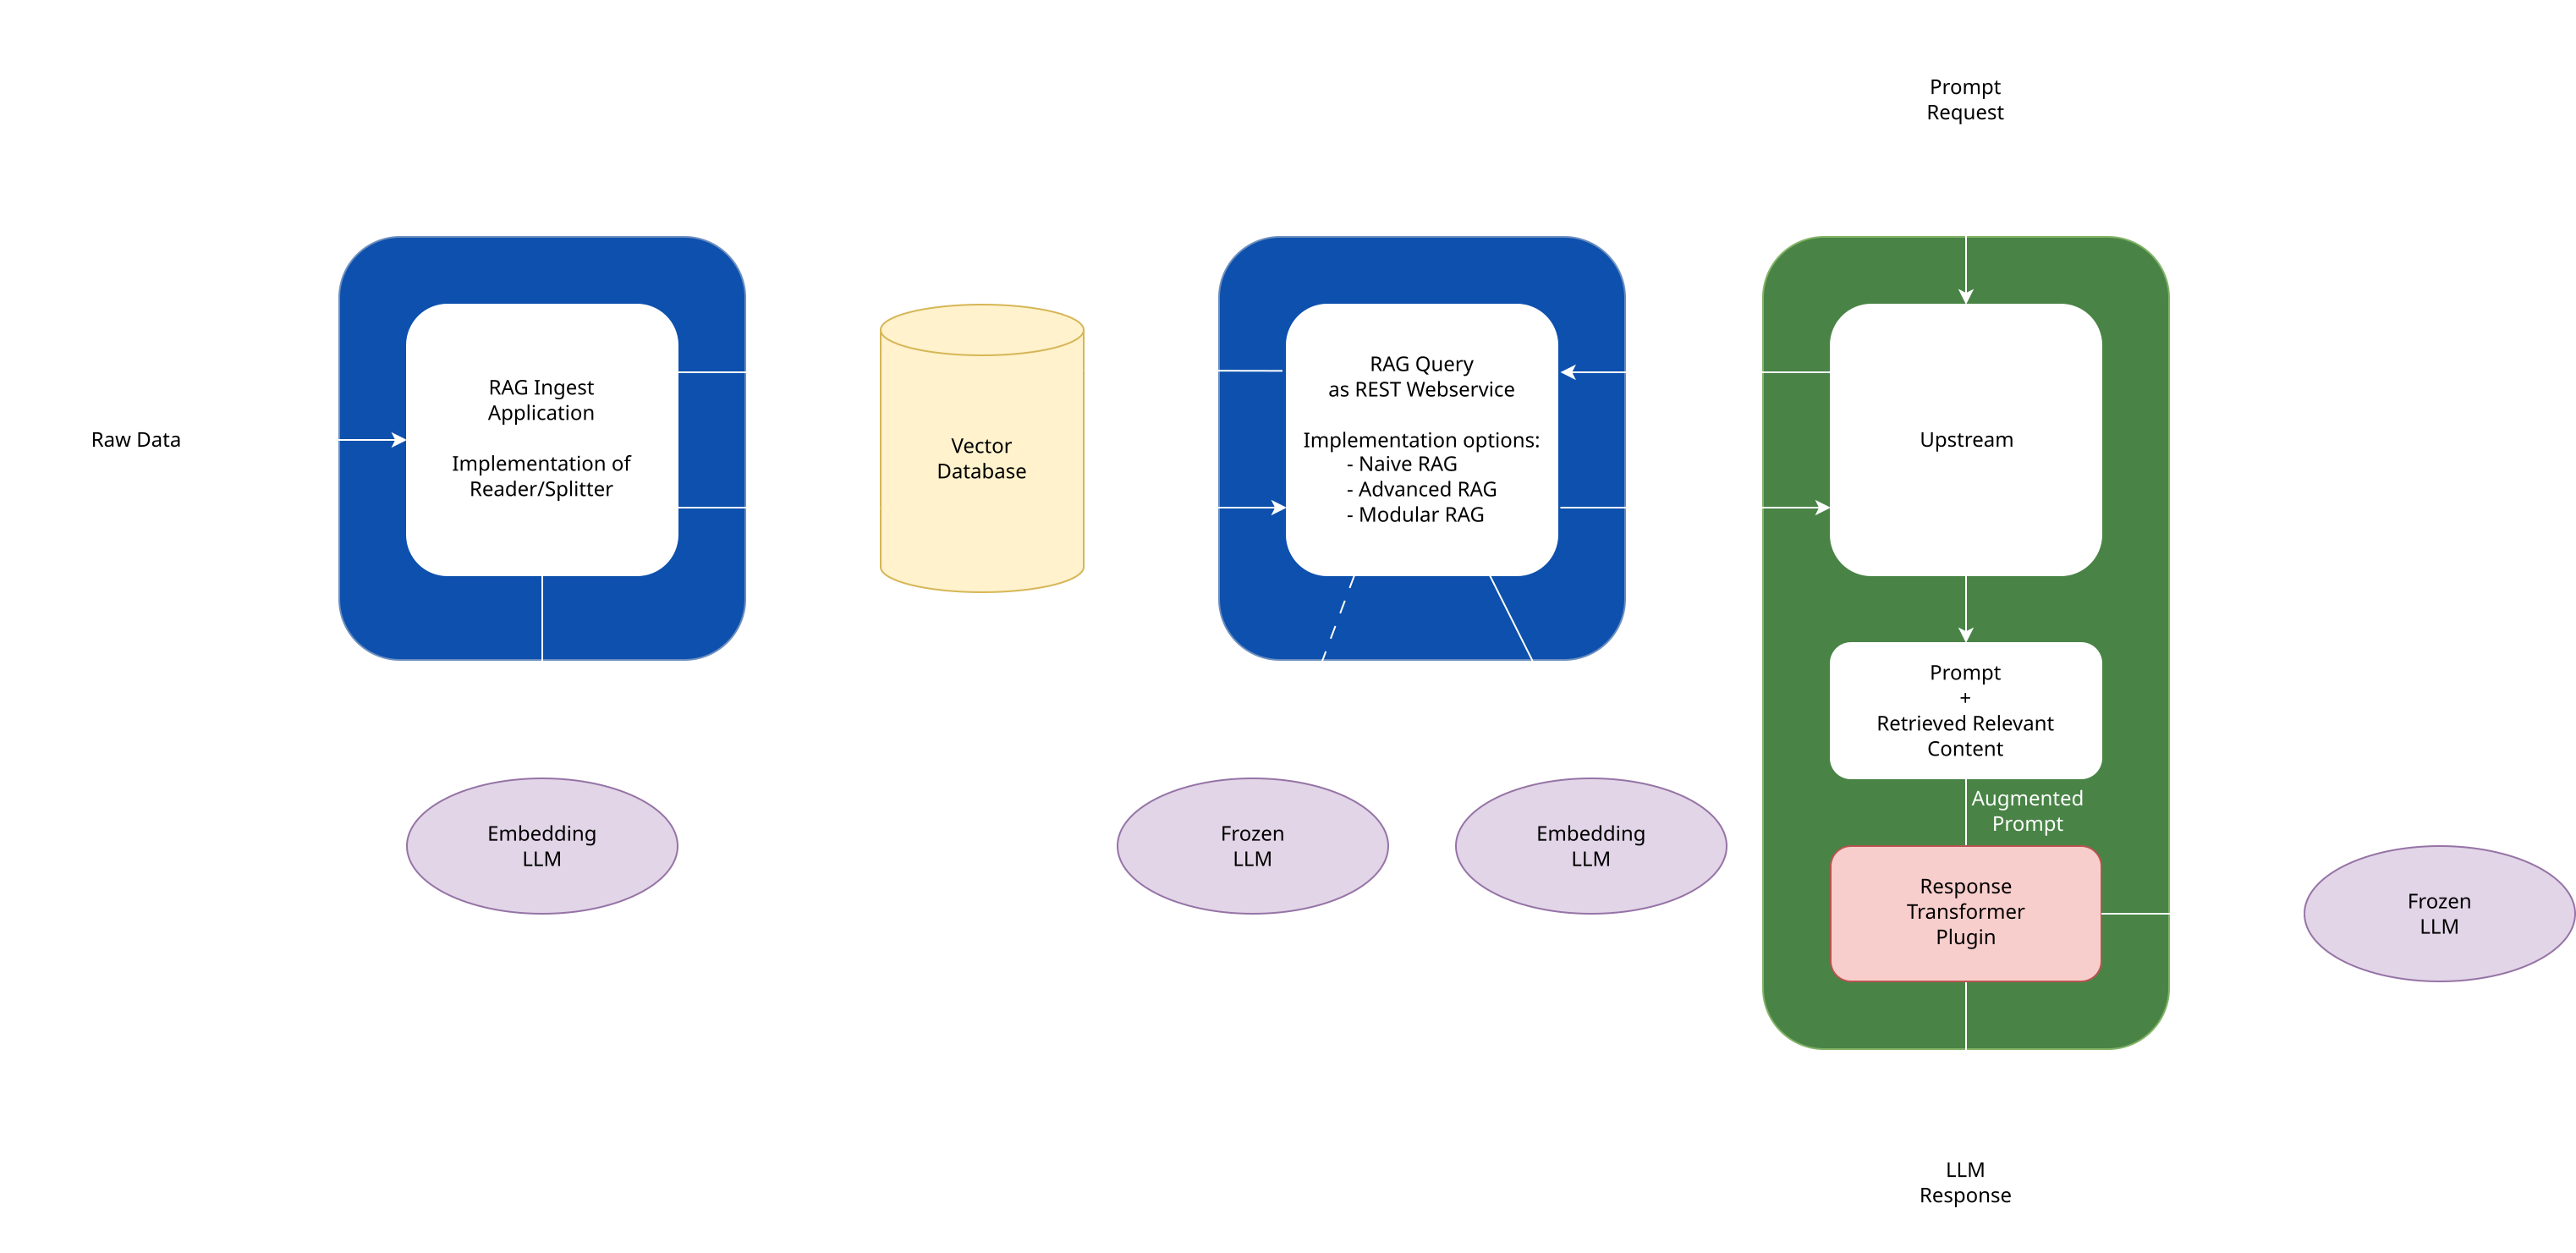 Prompt
Request
Raw Data
RAG Ingest
Application
Implementation of
Reader/Splitter
Vector
Database
RAG Query
as REST Webservice
Implementation options:
- Naive RAG
- Advanced RAG
- Modular RAG
Upstream
Prompt
+
Retrieved Relevant
Content
Augmented
Prompt
Embedding
LLM
Frozen
LLM
Embedding
LLM
Response
Transformer
Plugin
Frozen
LLM
LLM
Response